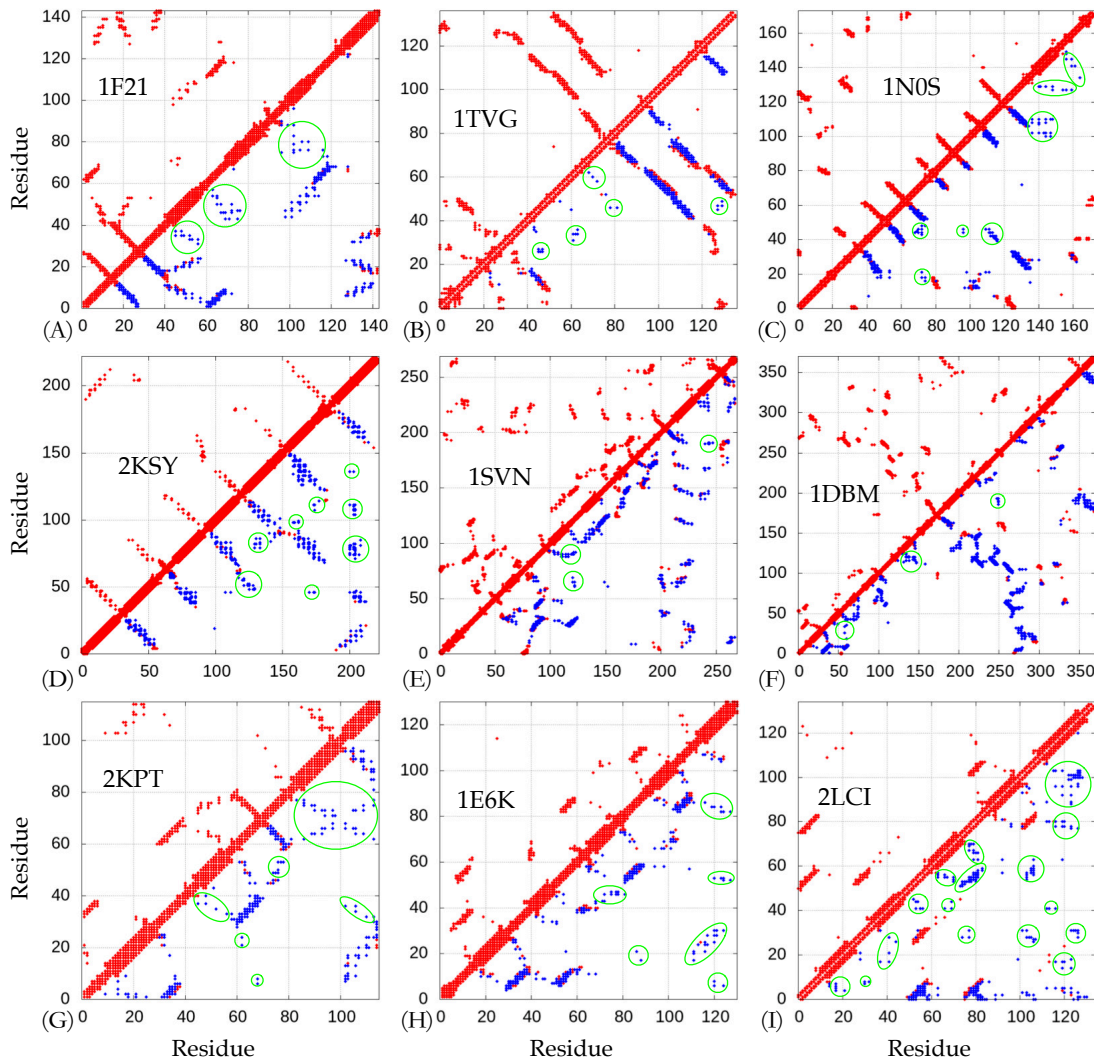 140
120
100
80
60
40
20
0
1F21
Residue
(A)
0 20 40 60 80 100 120 140
120
100
80
60
40
20
0
1TVG
(B)
0 20 40 60 80 100 120
160
140
120
100
80
60
40
20
0
1N0S
(C)
0 20 40 60 80 100 120 140 160
200
150
100
50
0
2KSY
Residue
(D)
0 50 100 150 200
250
200
150
100
50
0
1SVN
(E)
0 50 100 150 200 250
350
300
250
200
150
100
50
0
1DBM
(F)
0 50 100 150 200 250 300 350
100
80
60
40
20
0
2KPT
Residue
(G)
0 20 40 60 80 100
Residue
120
100
80
60
40
20
0
1E6K
(H)
0 20 40 60 80 100 120
Residue
120
100
80
60
40
20
0
2LCI
(I)
0 20 40 60 80 100 120
Residue